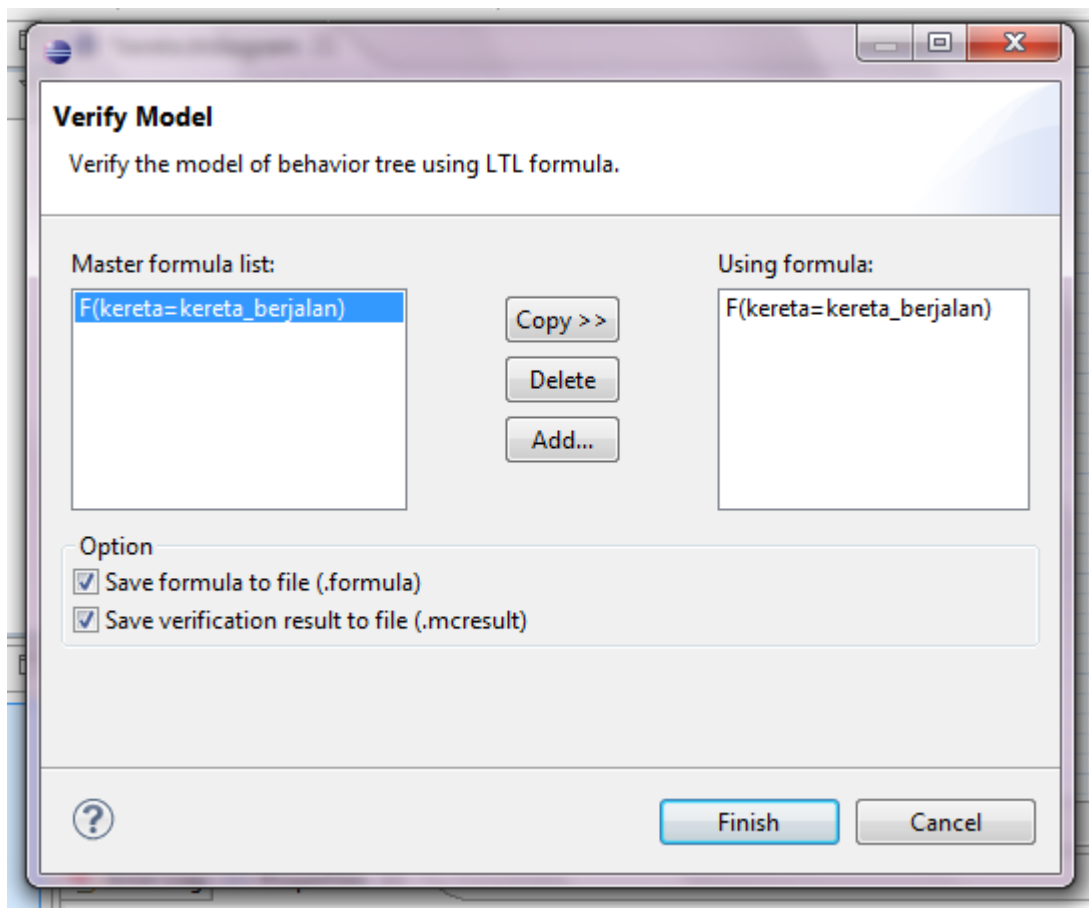 Verify Model
Verify the model of behavior tree using LTL formula.
Master formula list:
F(kereta=kereta_berjalan)
Copy >>
Delete
Add...
Using formula:
F(kereta=kereta_berjalan)
Option
Save formula to file (.formula)
Save verification result to file (.mcresult)
?
Finish
Cancel